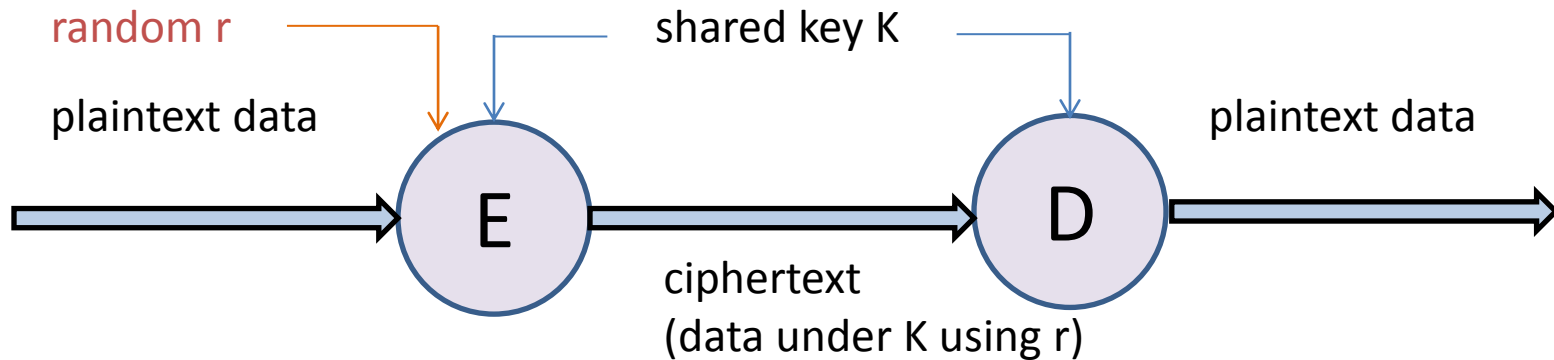 random r
shared key K
plaintext data
plaintext data
E
D
ciphertext
(data under K using r)